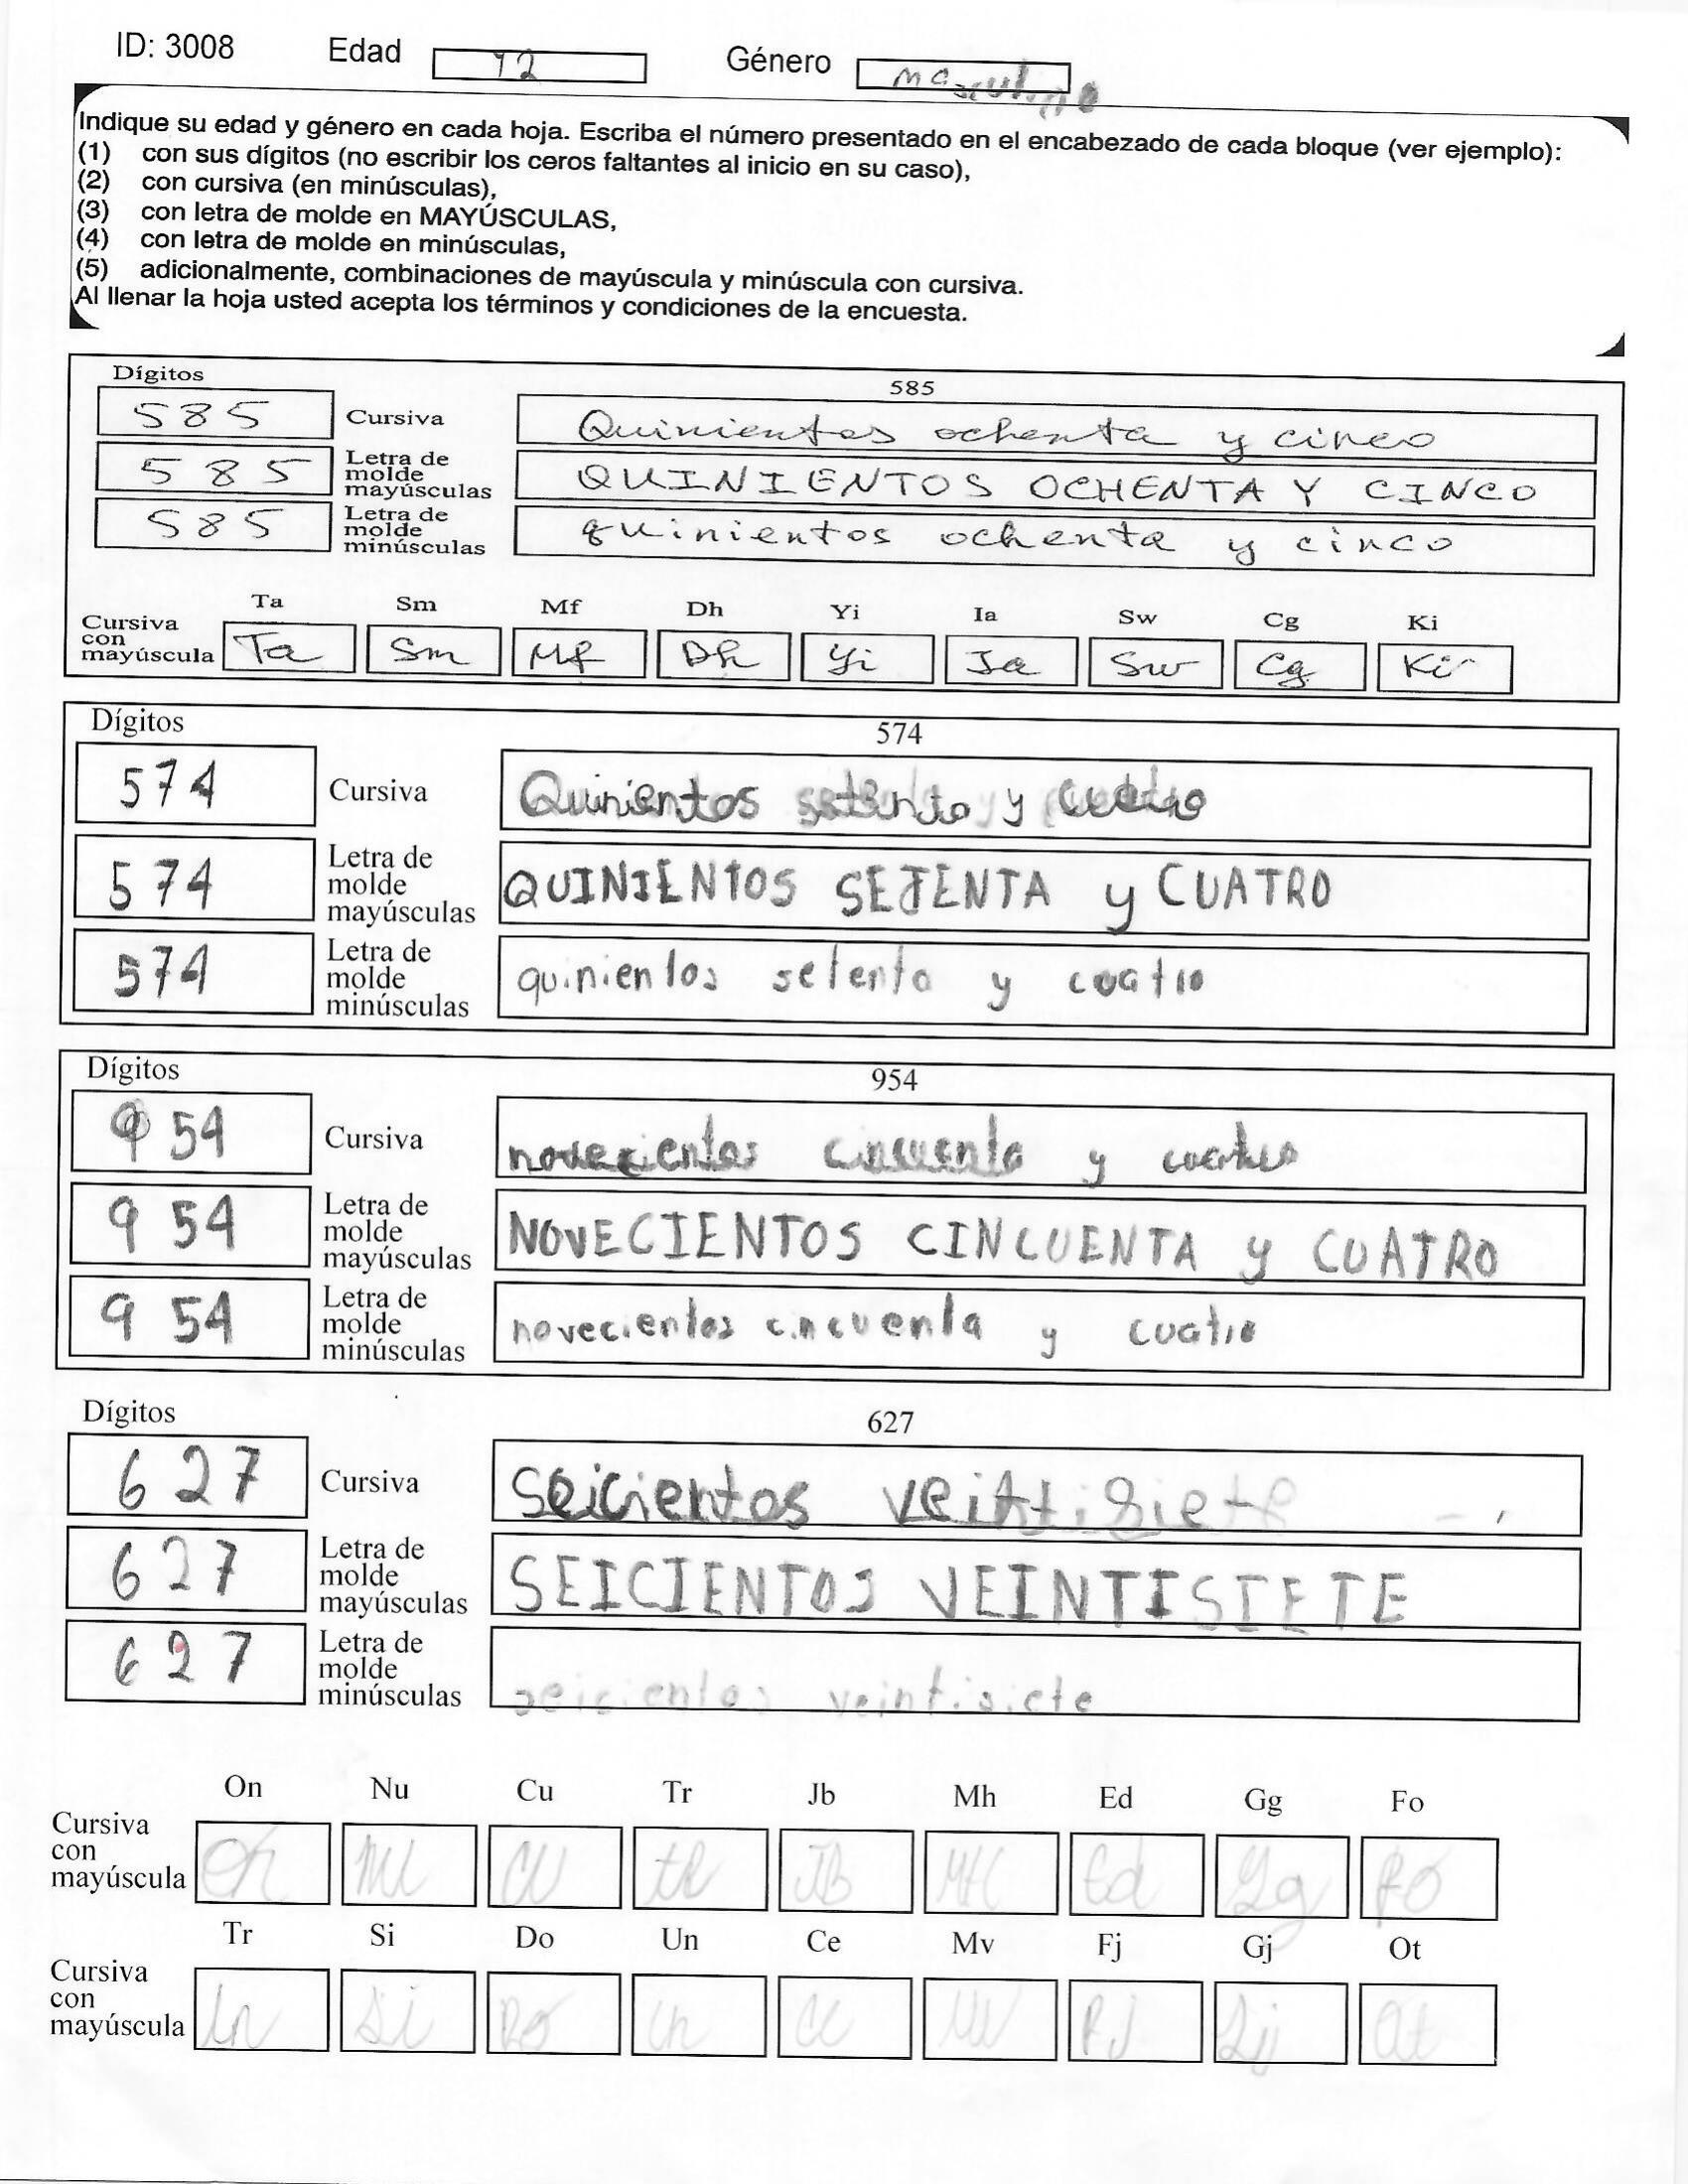 ID: 3008 Edad 12 Género masculino
Indique su edad y género en cada hoja. Escriba el número presentado en el encabezado de cada bloque (ver ejemplo):
(1) con sus dígitos (no escribir los ceros faltantes al inicio en su caso),
(2) con cursiva (en minúsculas),
(3) con letra de molde en MAYÚSCULAS,
(4) con letra de molde en minúsculas,
(5) adicionalmente, combinaciones de mayúscula y minúscula con cursiva.
Al llenar la hoja usted acepta los términos y condiciones de la encuesta.
Dígitos 585
585 Cursiva Quinientos ochenta y cinco
585 Letra de molde mayúsculas QUINIENTOS OCHENTA Y CINCO
585 Letra de molde minúsculas quinientos ochenta y cinco
Ta Sm Mf Dh Yi Ia Sw Cg Ki
Cursiva con mayúscula Ta Sm Mf Dh Yi Ia Sw Cg Ki
Dígitos 574
574 Cursiva Quinientos setenta y cuatro
574 Letra de molde mayúsculas QUINIENTOS SETENTA y CUATRO
574 Letra de molde minúsculas quinientos setenta y cuatro
Dígitos 954
954 Cursiva novecientos cincuenta y cuatro
954 Letra de molde mayúsculas NOVECIENTOS CINCUENTA y CUATRO
954 Letra de molde minúsculas novecientos cincuenta y cuatro
Dígitos 627
627 Cursiva Seicientos veintisiete
627 Letra de molde mayúsculas SEICIENTOS VEINTISIETE
627 Letra de molde minúsculas seicientos veintisiete
On Nu Cu Tr Jb Mh Ed Gg Fo
Cursiva con mayúscula On Nu Cu tr JB MH Ed Gg Fo
Tr Si Do Un Ce Mv Fj Gj Ot
Cursiva con mayúscula Si Do Un Ce Mv Fj Gj Ot